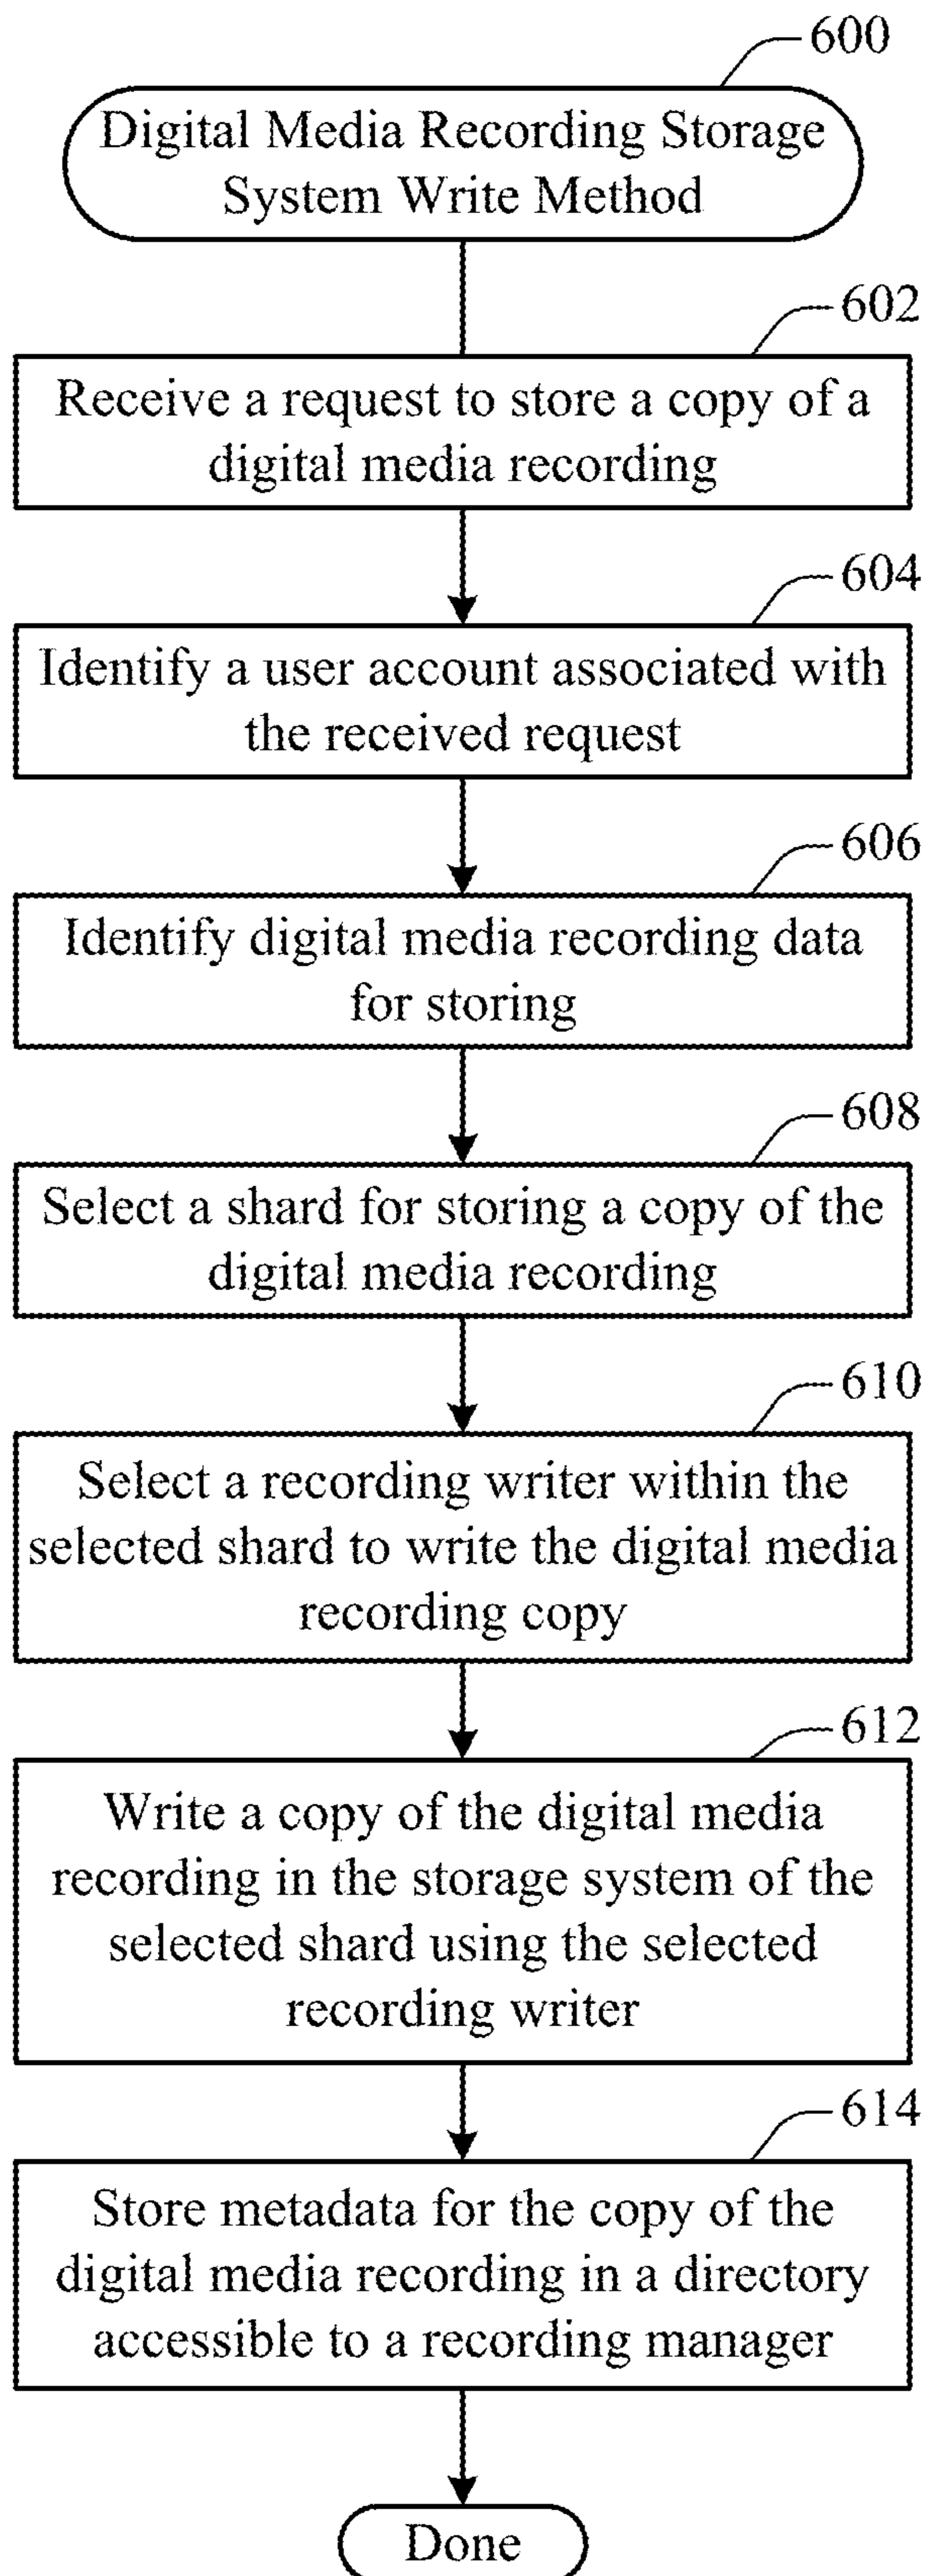 600
Digital Media Recording Storage
System Write Method
602
Receive a request to store a copy of a
digital media recording
604
Identify a user account associated with
the received request
606
Identify digital media recording data
for storing
608
Select a shard for storing a copy of the
digital media recording
610
Select a recording writer within the
selected shard to write the digital media
recording copy
612
Write a copy of the digital media
recording in the storage system of the
selected shard using the selected
recording writer
614
Store metadata for the copy of the
digital media recording in a directory
accessible to a recording manager
Done